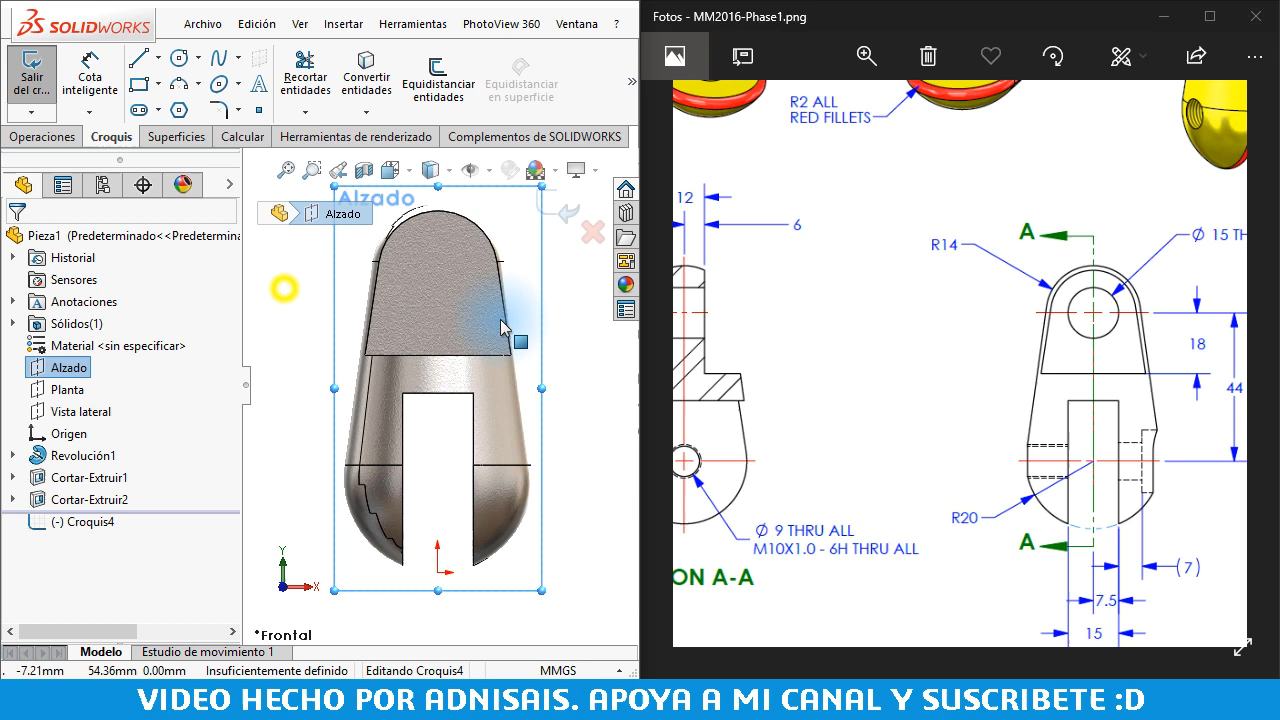 SOLIDWORKS
Archivo Edición Ver Insertar Herramientas PhotoView 360 Ventana ?
Salir
del cr...
Cota
inteligente
Recortar
entidades
Convertir
entidades
Equidistanciar
entidades
Equidistanciar
en superficie
Operaciones Croquis Superficies Calcular Herramientas de renderizado Complementos de SOLIDWORKS
Pieza1 (Predeterminado<<Predetermina
Historial
Sensores
Anotaciones
Sólidos(1)
Material <sin especificar>
Alzado
Planta
Vista lateral
Origen
Revolución1
Cortar-Extruir1
Cortar-Extruir2
(-) Croquis4
Alzado
Alzado
Y
X
*Frontal
Modelo Estudio de movimiento 1
-7.21mm 54.36mm 0.00mm Insuficientemente definido Editando Croquis4 MMGS
Fotos - MM2016-Phase1.png
R2 ALL
RED FILLETS
12
6
A
R14
Ø 15 TH
18
44
R20
Ø 9 THRU ALL
M10X1.0 - 6H THRU ALL
ON A-A
A
(7)
7.5
15
VIDEO HECHO POR ADNISAIS. APOYA A MI CANAL Y SUSCRIBETE :D